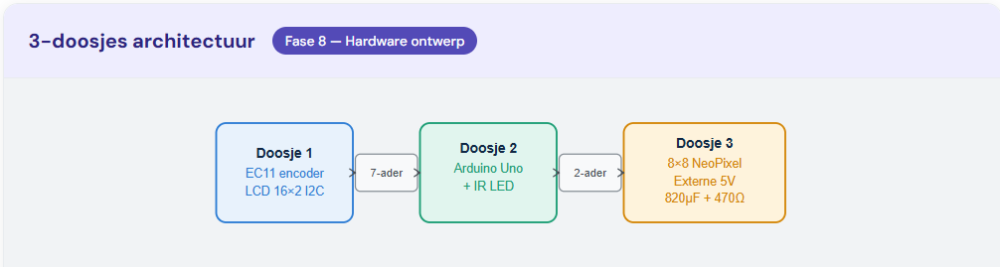 3-doosjes architectuur
Fase 8 — Hardware ontwerp
Doosje 1
EC11 encoder
LCD 16×2 I2C
7-ader
Doosje 2
Arduino Uno
+ IR LED
2-ader
Doosje 3
8×8 NeoPixel
Externe 5V
820µF + 470Ω